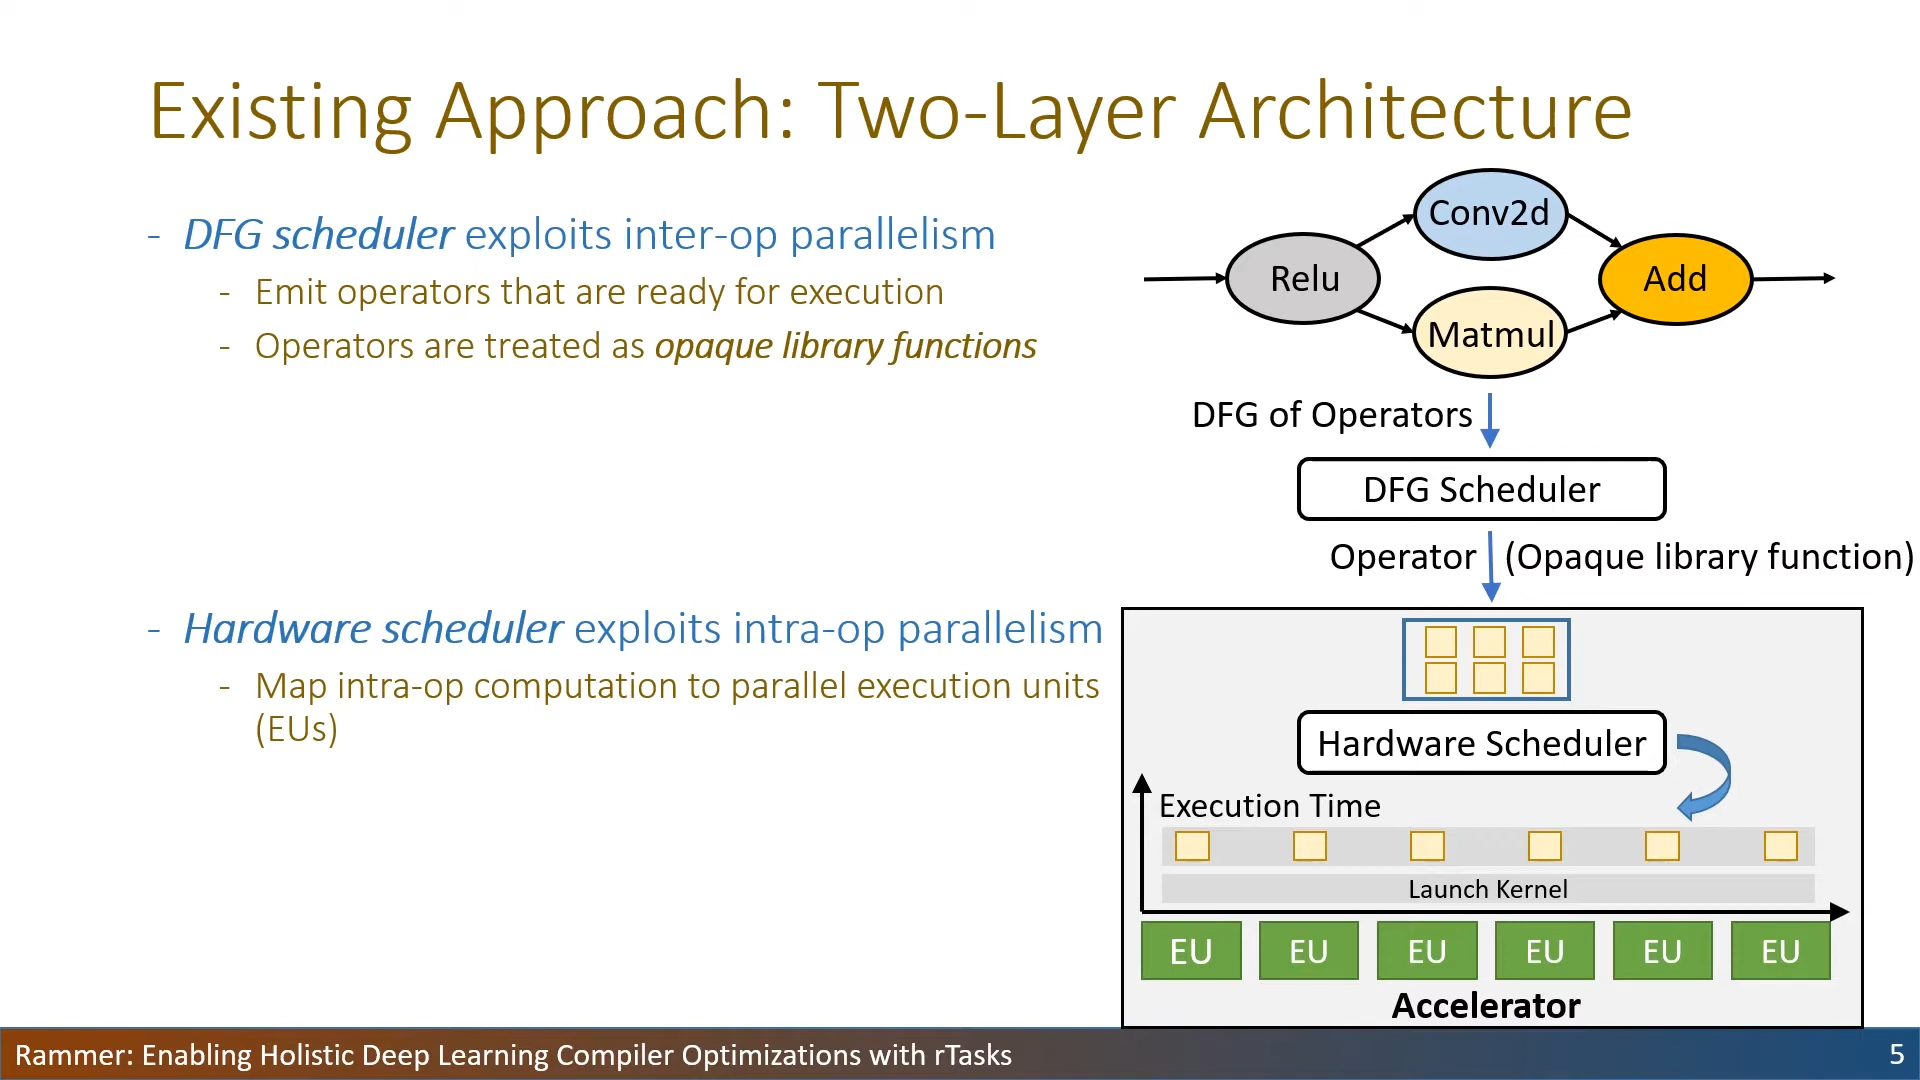 Existing Approach: Two-Layer Architecture
- DFG scheduler exploits inter-op parallelism
- Emit operators that are ready for execution
- Operators are treated as opaque library functions
- Hardware scheduler exploits intra-op parallelism
- Map intra-op computation to parallel execution units
(EUs)
Conv2d
Relu
Add
Matmul
DFG of Operators
DFG Scheduler
Operator (Opaque library function)
Hardware Scheduler
Execution Time
Launch Kernel
EU EU EU EU EU EU
Accelerator
Rammer: Enabling Holistic Deep Learning Compiler Optimizations with rTasks
5